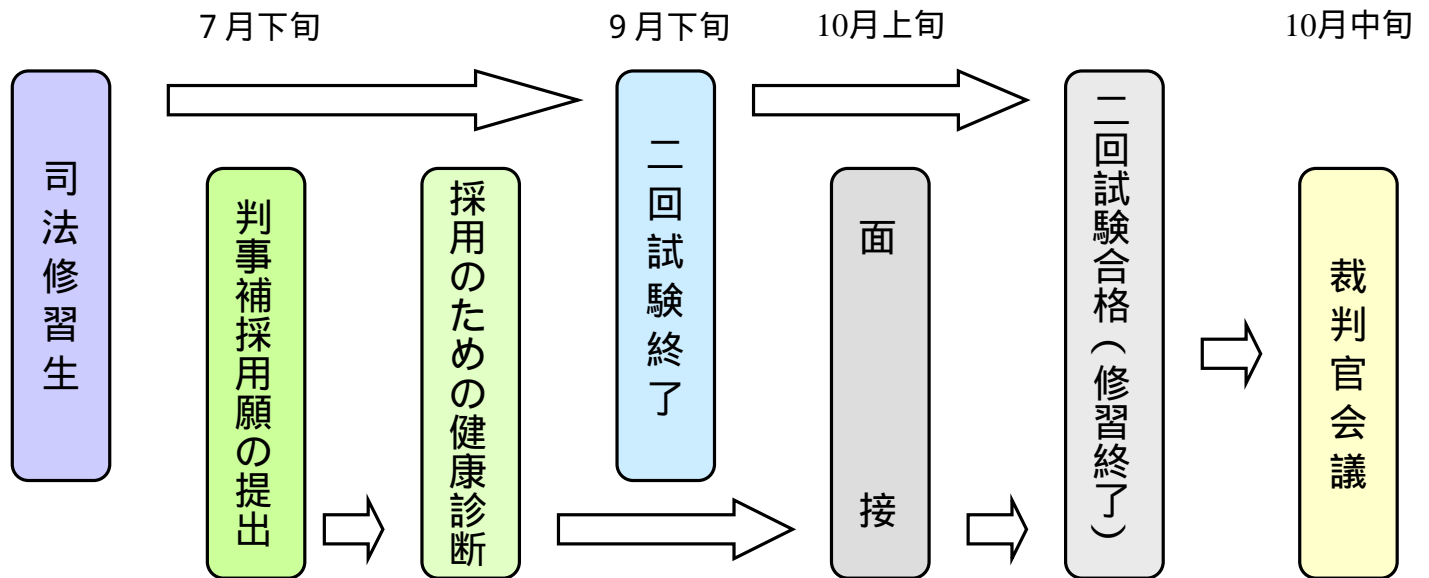 7月下旬
9月下旬
10月上旬
10月中旬
司法修習生
判事補採用願の提出
採用のための健康診断
二回試験終了
面接
二回試験合格(修習終了)
裁判官会議